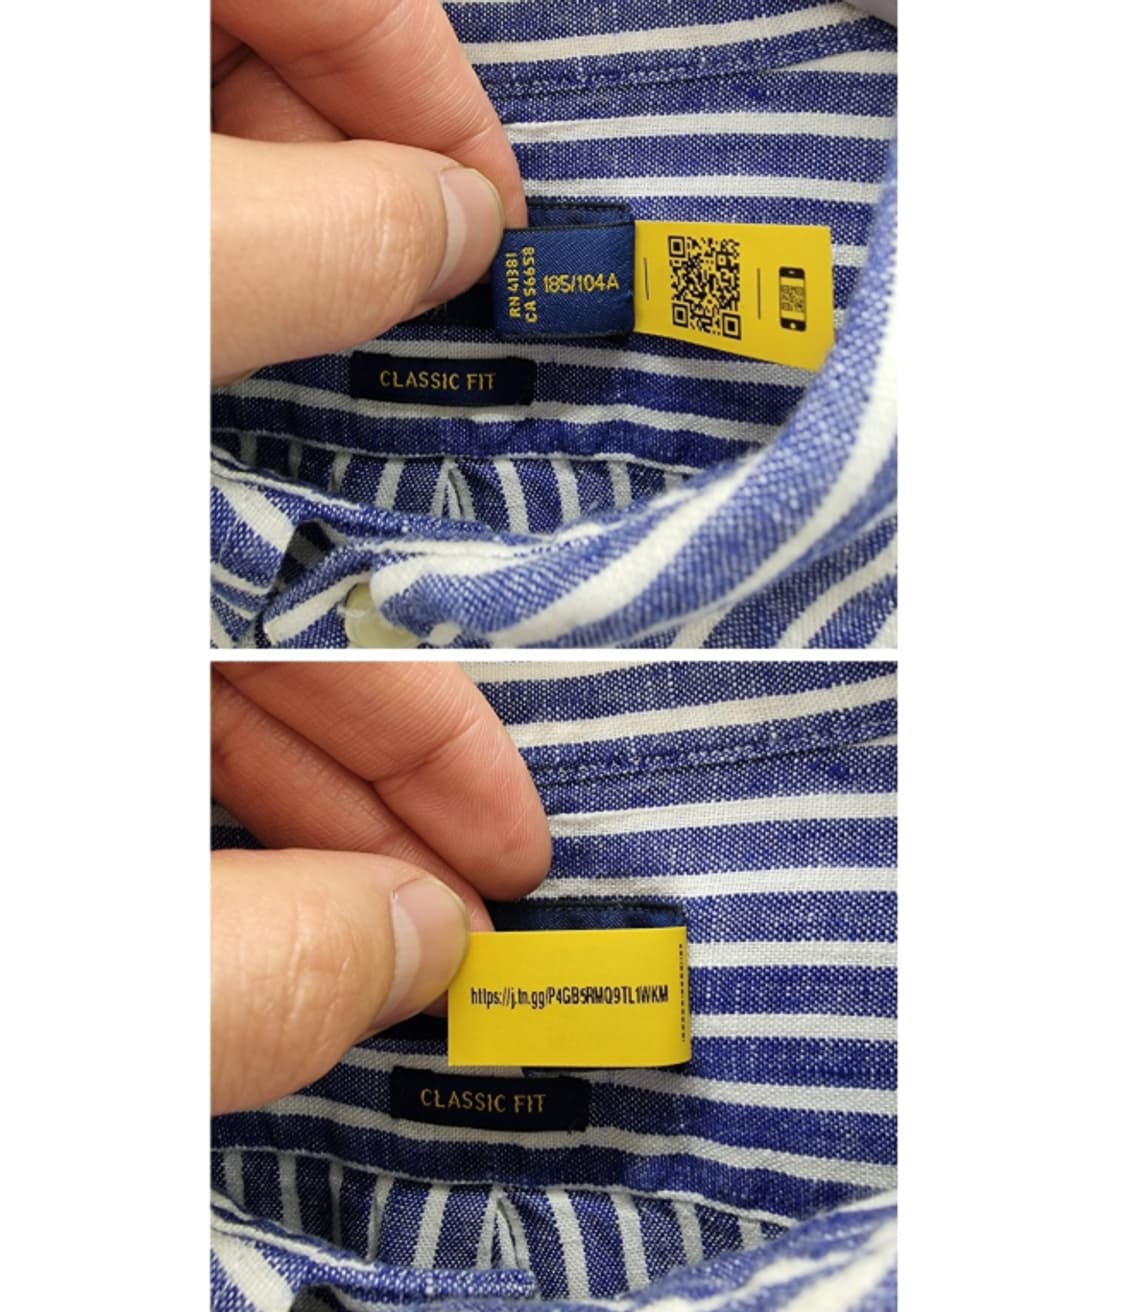 RN 41381
CA 56658
185/104A
CLASSIC FIT
https://j.tn.gg/P4GB5RMQ9TL1WKM
CLASSIC FIT